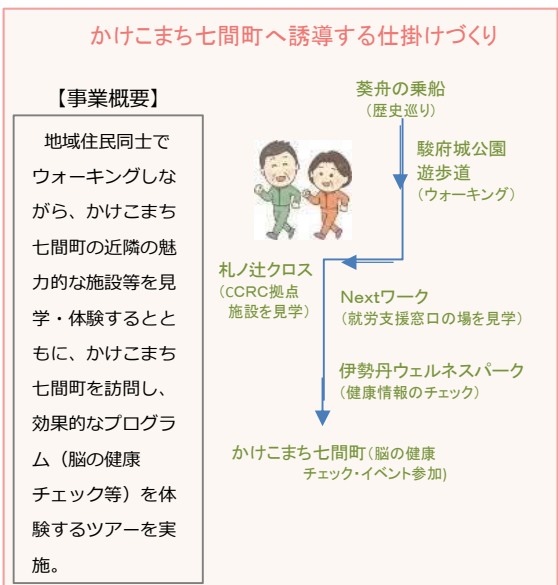 かけこまち七間町へ誘導する仕掛けづくり
【事業概要】
地域住民同士で
ウォーキングしな
がら、かけこまち
七間町の近隣の魅
力的な施設等を見
学・体験するとと
もに、かけこまち
七間町を訪問し、
効果的なプログラ
ム（脳の健康
チェック等）を体
験するツアーを実
施。
葵舟の乗船
(歴史巡り)
駿府城公園
遊歩道
(ウォーキング)
札ノ辻クロス
(CCRC拠点
施設を見学)
Nextワーク
(就労支援窓口の場を見学)
伊勢丹ウェルネスパーク
(健康情報のチェック)
かけこまち七間町(脳の健康
チェック・イベント参加)